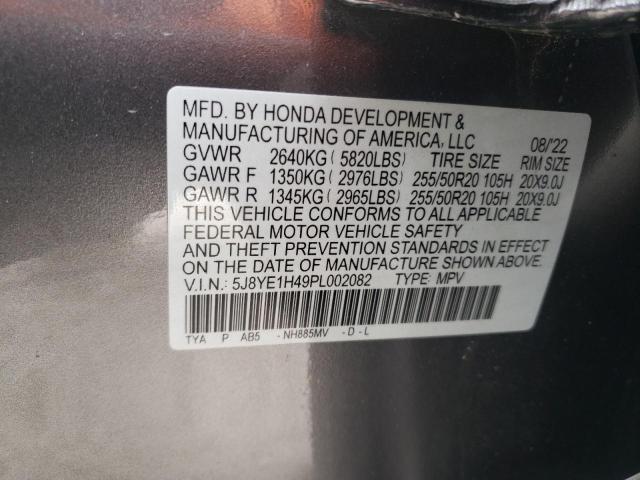 MFD. BY HONDA DEVELOPMENT &
MANUFACTURING OF AMERICA, LLC 08/'22
GVWR 2640KG ( 5820LBS) TIRE SIZE RIM SIZE
GAWR F 1350KG ( 2976LBS) 255/50R20 105H 20X9.0J
GAWR R 1345KG ( 2965LBS) 255/50R20 105H 20X9.0J
THIS VEHICLE CONFORMS TO ALL APPLICABLE
FEDERAL MOTOR VEHICLE SAFETY
AND THEFT PREVENTION STANDARDS IN EFFECT
ON THE DATE OF MANUFACTURE SHOWN ABOVE.
V.I.N.: 5J8YE1H49PL002082 TYPE: MPV
TYA P AB5 -NH885MV -D-L